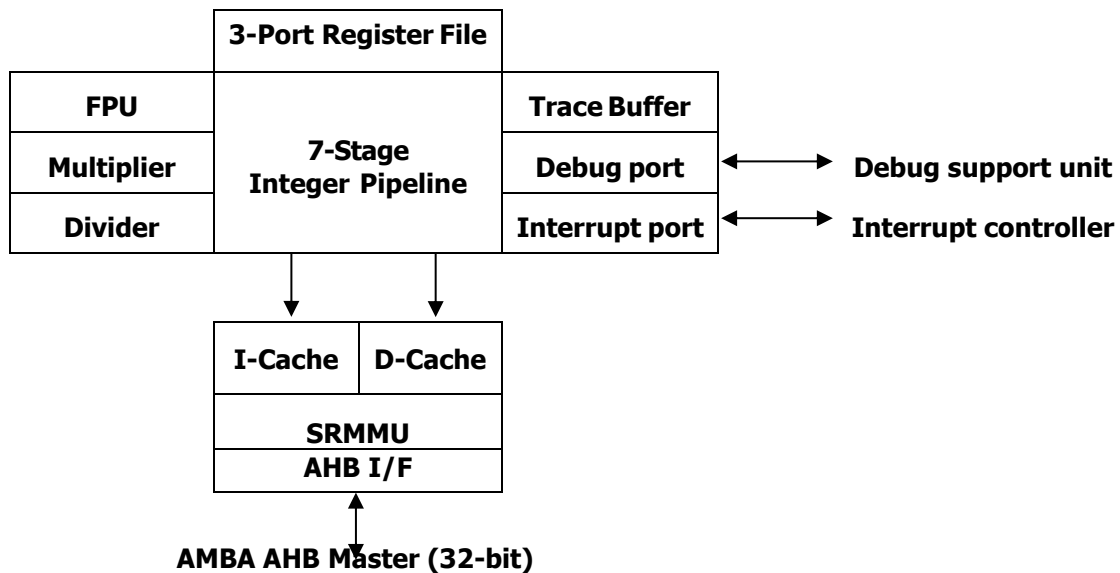 3-Port Register File
FPU
Multiplier
Divider
7-Stage
Integer Pipeline
Trace Buffer
Debug port
Interrupt port
Debug support unit
Interrupt controller
I-Cache
D-Cache
SRMMU
AHB I/F
AMBA AHB Master (32-bit)